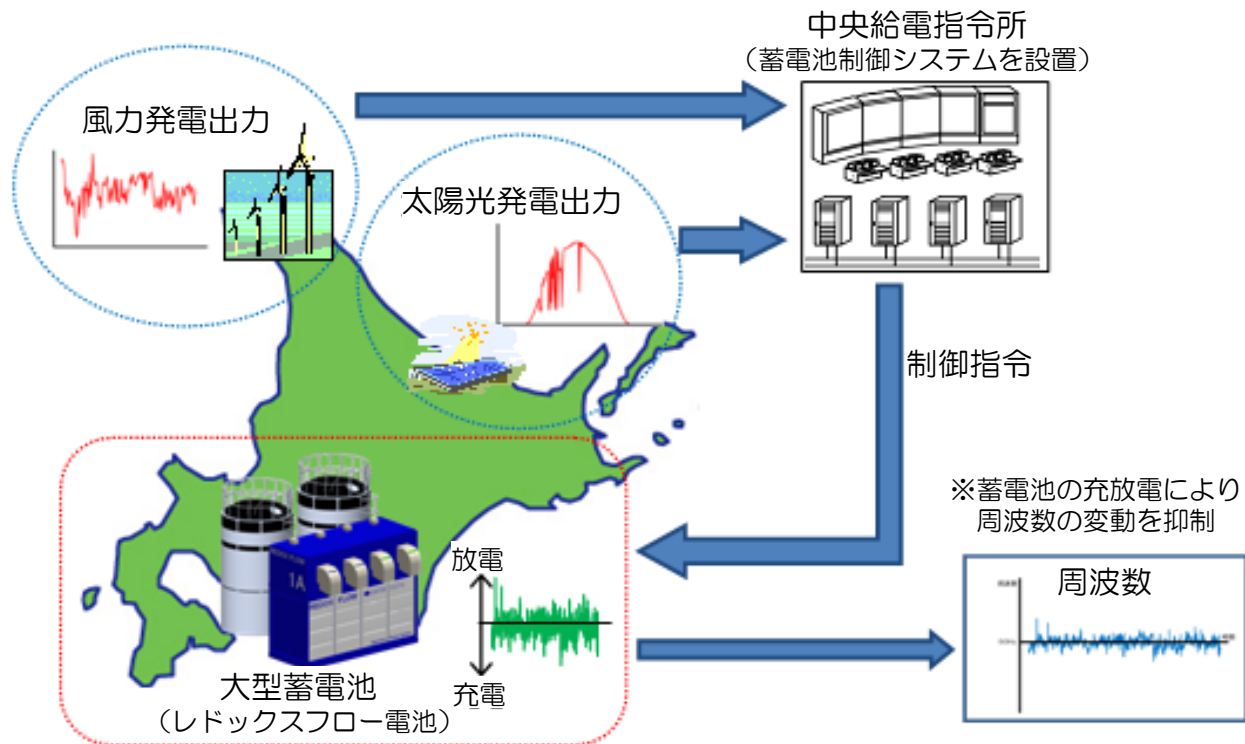 中央給電指令所
（蓄電池制御システムを設置）
風力発電出力
太陽光発電出力
制御指令
※蓄電池の充放電により
周波数の変動を抑制
周波数
放電
充電
1A
大型蓄電池
（レドックスフロー電池）